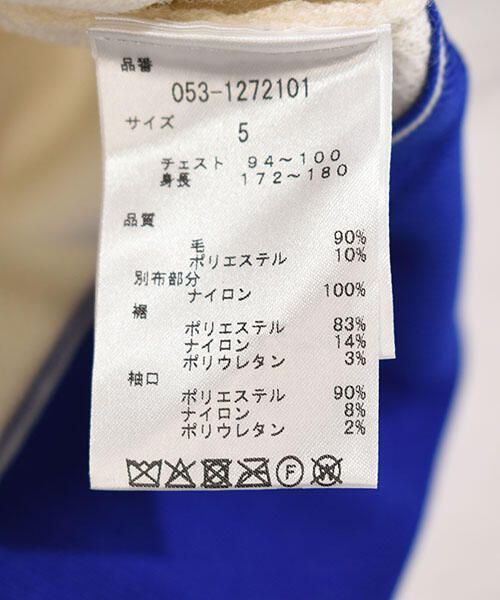 品番
053-1272101
サイズ
5
チェスト 94～100
身長 172～180
品質
毛 90%
ポリエステル 10%
別布部分
ナイロン 100%
裾
ポリエステル 83%
ナイロン 14%
ポリウレタン 3%
袖口
ポリエステル 90%
ナイロン 8%
ポリウレタン 2%
F W